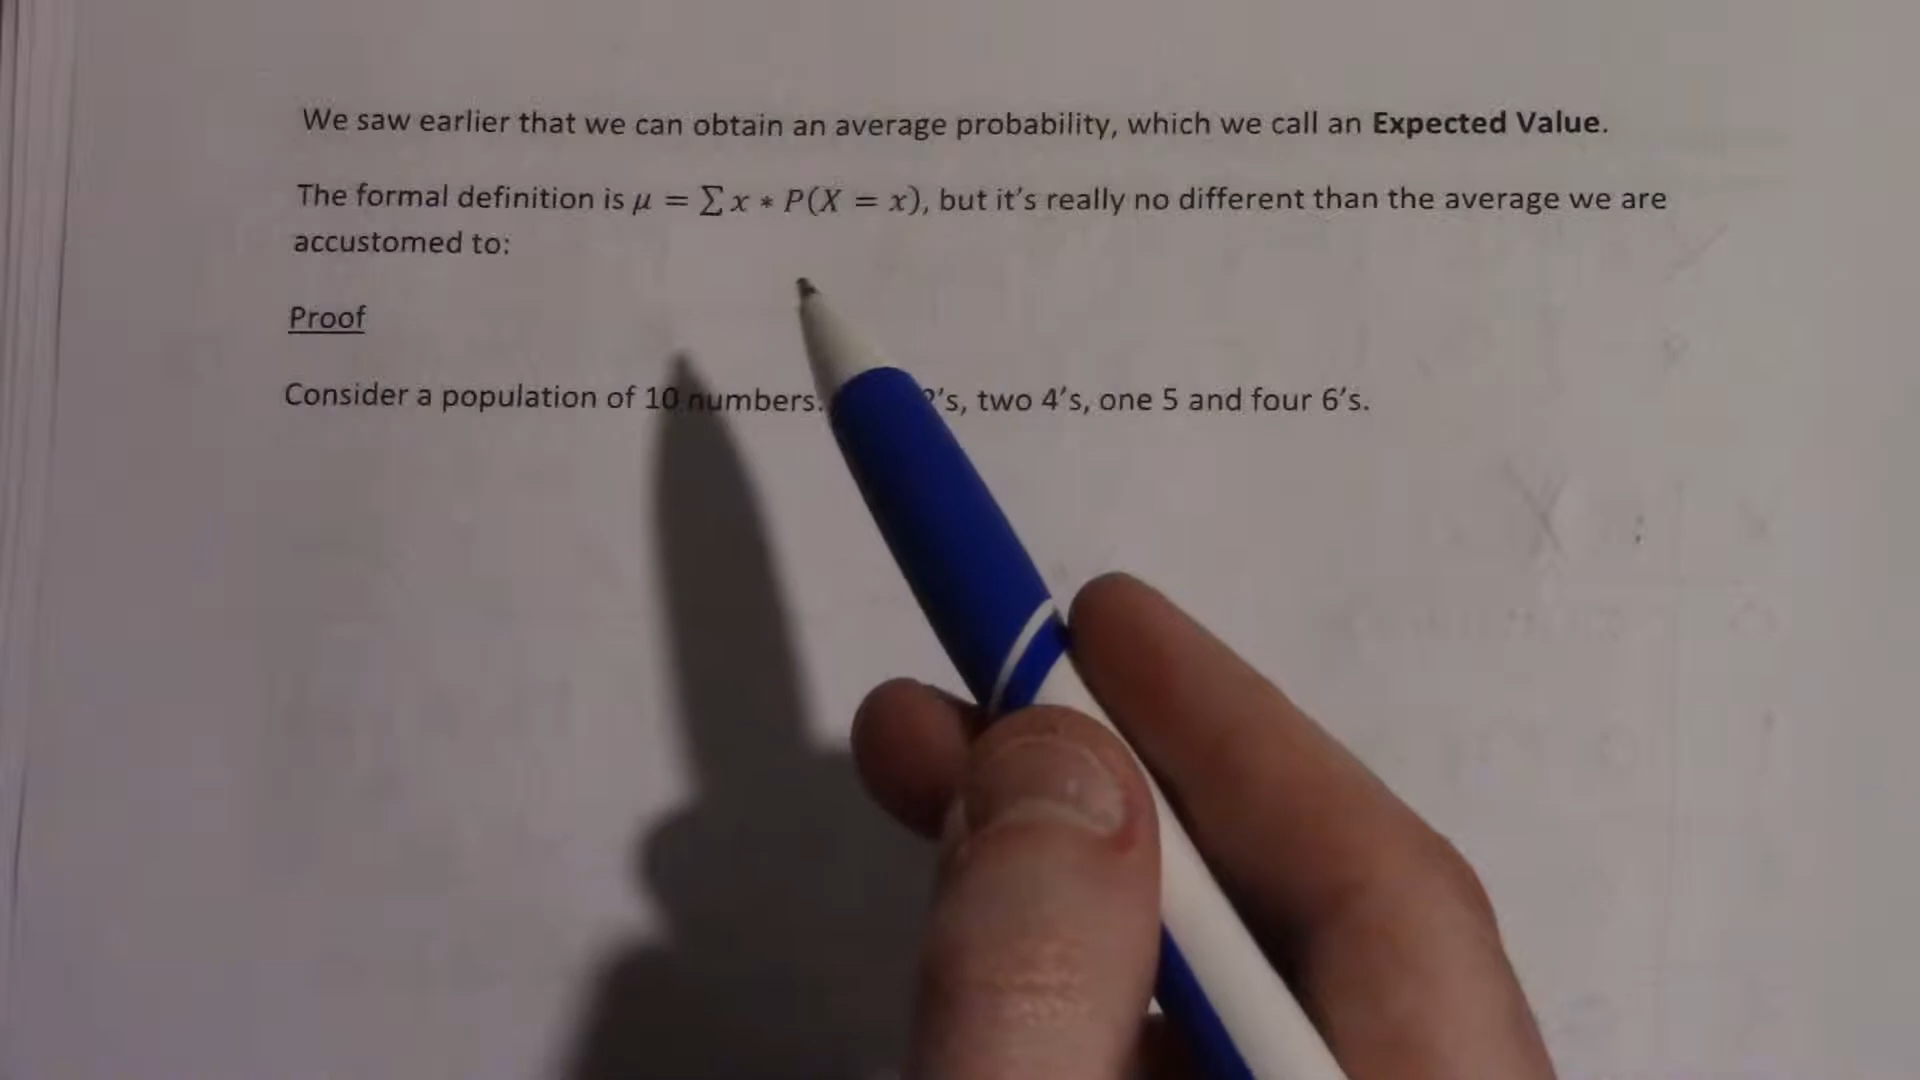 We saw earlier that we can obtain an average probability, which we call an Expected Value.
The formal definition is μ = ∑ x * P(X = x), but it's really no different than the average we are
accustomed to:
Proof
Consider a population of 10 numbers. 's, two 4's, one 5 and four 6's.